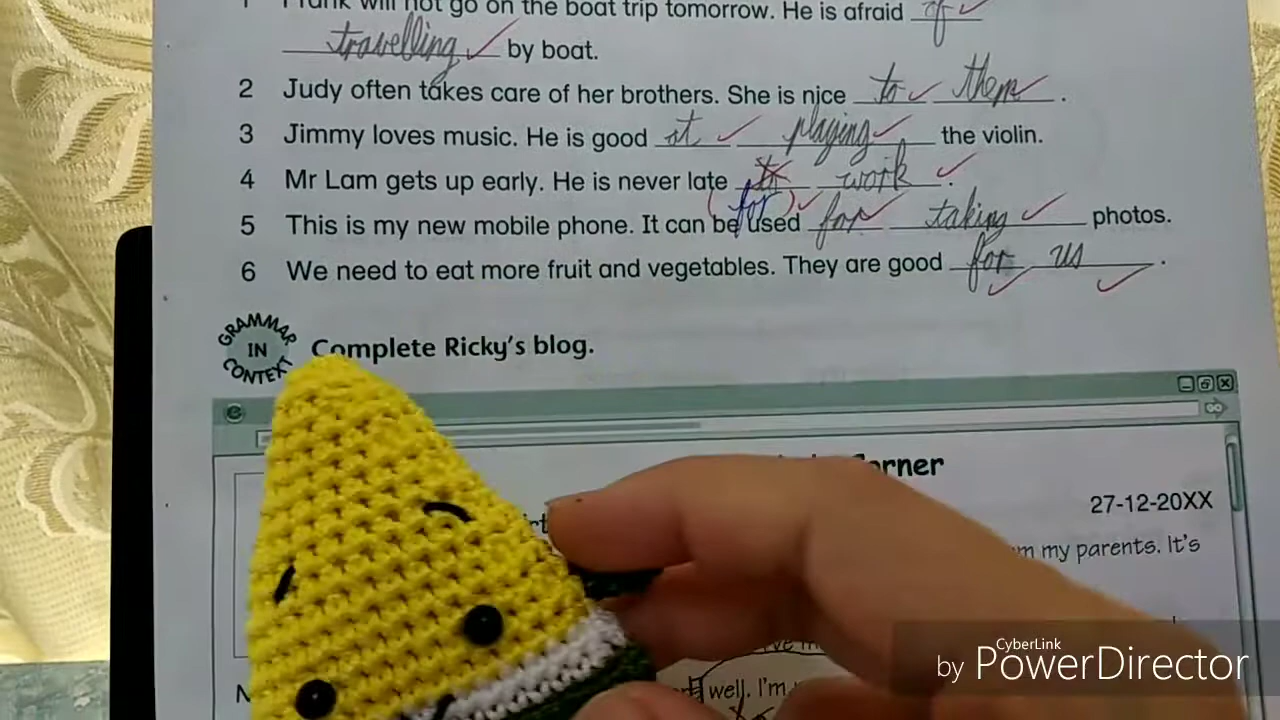 1 Frank will not go on the boat trip tomorrow. He is afraid of
travelling by boat.
2 Judy often takes care of her brothers. She is nice to them.
3 Jimmy loves music. He is good at playing the violin.
4 Mr Lam gets up early. He is never late work.
(for)
5 This is my new mobile phone. It can be used for taking photos.
6 We need to eat more fruit and vegetables. They are good for us.
GRAMMAR IN CONTEXT Complete Ricky's blog.
GO
Corner
27-12-20XX
my parents. It's
well. I'm
CyberLink
by PowerDirector